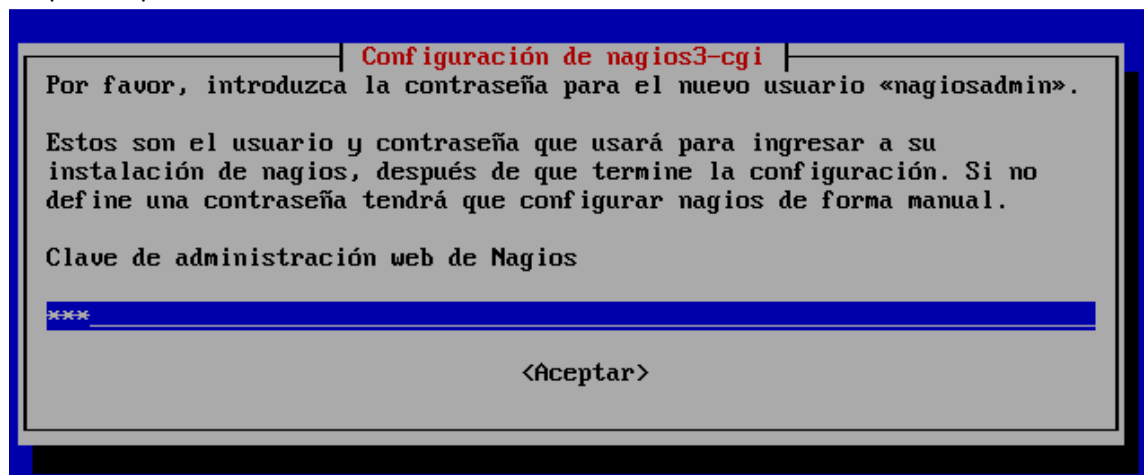 Configuración de nagios3-cgi
Por favor, introduzca la contraseña para el nuevo usuario «nagiosadmin».
Estos son el usuario y contraseña que usará para ingresar a su
instalación de nagios, después de que termine la configuración. Si no
define una contraseña tendrá que configurar nagios de forma manual.
Clave de administración web de Nagios
***
<Aceptar>